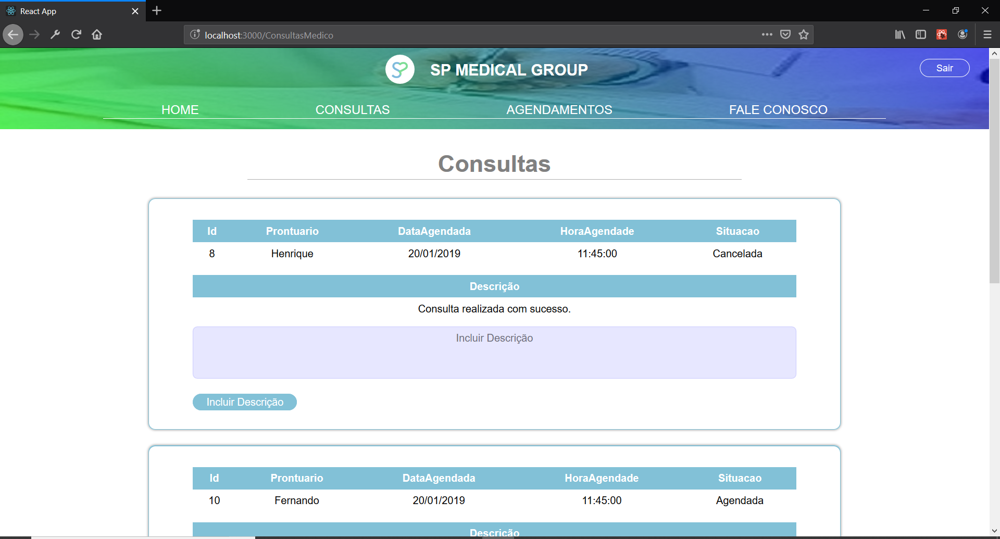 React App
localhost:3000/ConsultasMedico
SP MEDICAL GROUP
Sair
HOME CONSULTAS AGENDAMENTOS FALE CONOSCO
Consultas
Id Prontuario DataAgendada HoraAgendade Situacao
8 Henrique 20/01/2019 11:45:00 Cancelada
Descrição
Consulta realizada com sucesso.
Incluir Descrição
Incluir Descrição
Id Prontuario DataAgendada HoraAgendade Situacao
10 Fernando 20/01/2019 11:45:00 Agendada
Descrição